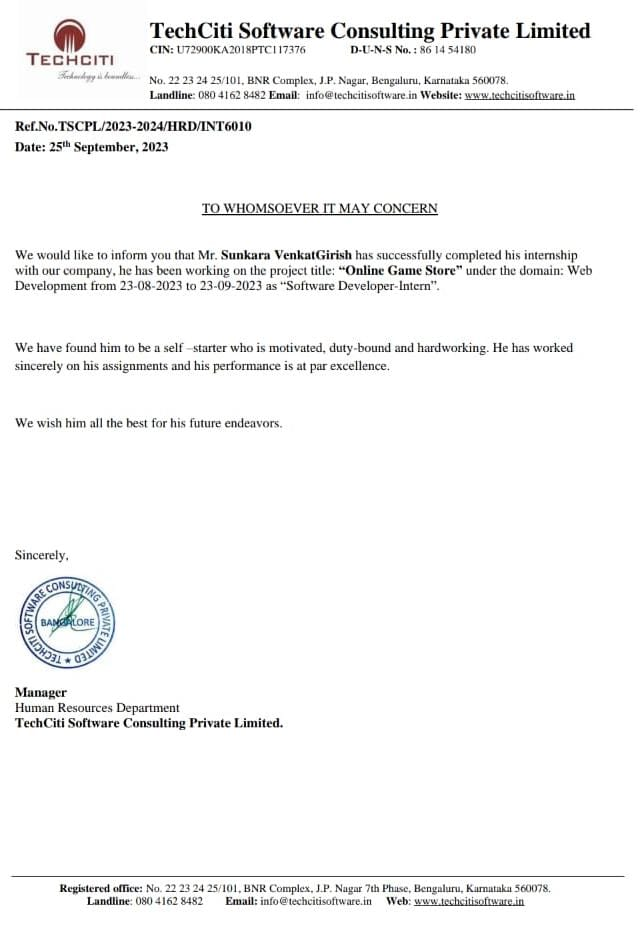 TECHCITI
Technology is boundless...
TechCiti Software Consulting Private Limited
CIN: U72900KA2018PTC117376 D-U-N-S No. : 86 14 54180
No. 22 23 24 25/101, BNR Complex, J.P. Nagar, Bengaluru, Karnataka 560078.
Landline: 080 4162 8482 Email: info@techcitisoftware.in Website: www.techcitisoftware.in
Ref.No.TSCPL/2023-2024/HRD/INT6010
Date: 25th September, 2023
TO WHOMSOEVER IT MAY CONCERN
We would like to inform you that Mr. Sunkara VenkatGirish has successfully completed his internship
with our company, he has been working on the project title: “Online Game Store” under the domain: Web
Development from 23-08-2023 to 23-09-2023 as “Software Developer-Intern”.
We have found him to be a self –starter who is motivated, duty-bound and hardworking. He has worked
sincerely on his assignments and his performance is at par excellence.
We wish him all the best for his future endeavors.
Sincerely,
TECHCITI SOFTWARE CONSULTING PRIVATE LIMITED ★
BANGALORE
Manager
Human Resources Department
TechCiti Software Consulting Private Limited.
Registered office: No. 22 23 24 25/101, BNR Complex, J.P. Nagar 7th Phase, Bengaluru, Karnataka 560078.
Landline: 080 4162 8482 Email: info@techcitisoftware.in Web: www.techcitisoftware.in